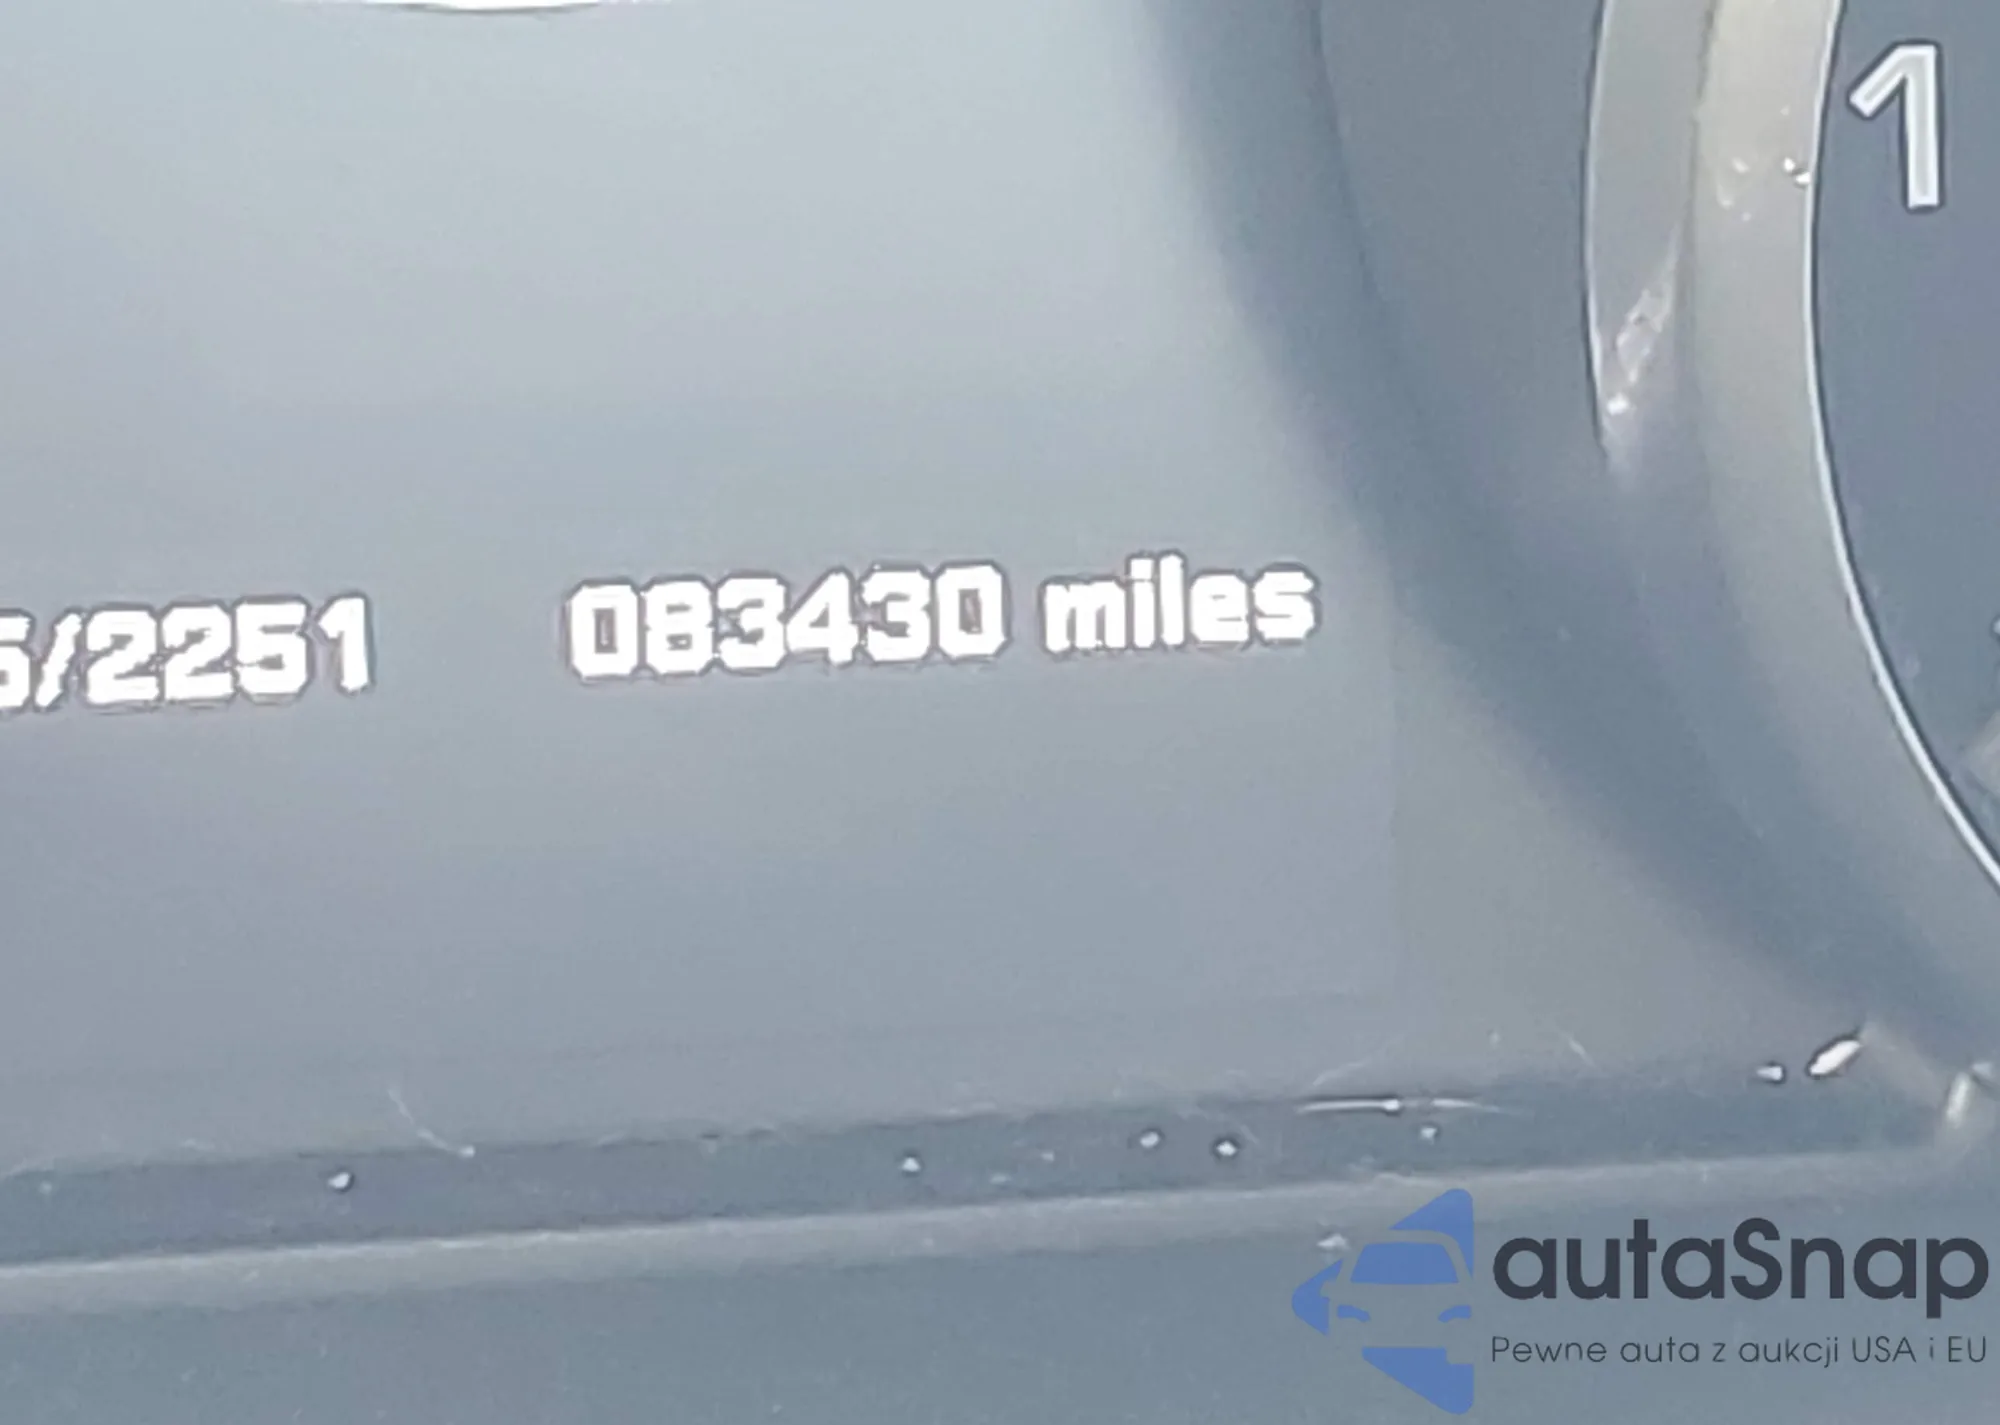 1
5/2251 083430 miles
autaSnap
Pewne auta z aukcji USA i EU